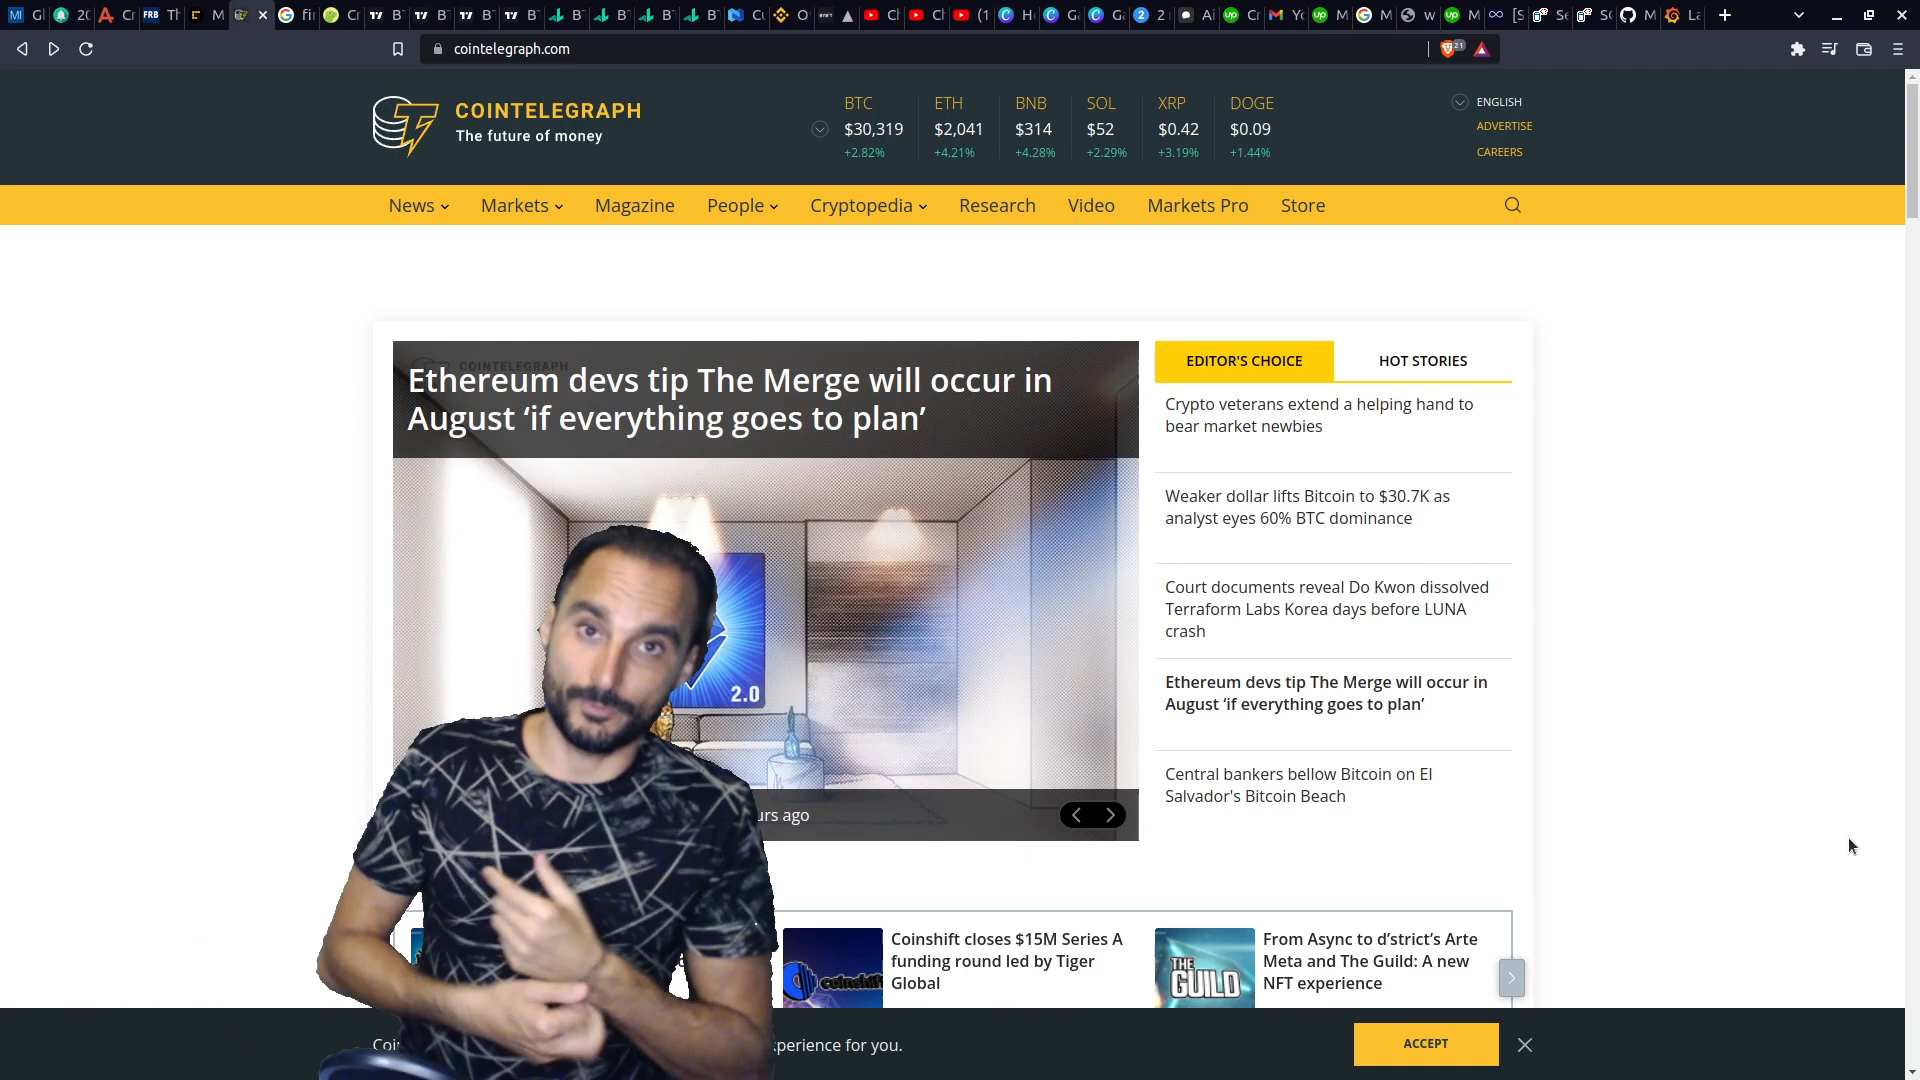 cointelegraph.com
21
COINTELEGRAPH
The future of money
BTC
$30,319
+2.82%
ETH
$2,041
+4.21%
BNB
$314
+4.28%
SOL
$52
+2.29%
XRP
$0.42
+3.19%
DOGE
$0.09
+1.44%
ENGLISH
ADVERTISE
CAREERS
News
Markets
Magazine
People
Cryptopedia
Research
Video
Markets Pro
Store
COINTELEGRAPH
Ethereum devs tip The Merge will occur in
August ‘if everything goes to plan’
2.0
ago
EDITOR'S CHOICE
HOT STORIES
Crypto veterans extend a helping hand to
bear market newbies
Weaker dollar lifts Bitcoin to $30.7K as
analyst eyes 60% BTC dominance
Court documents reveal Do Kwon dissolved
Terraform Labs Korea days before LUNA
crash
Ethereum devs tip The Merge will occur in
August ‘if everything goes to plan’
Central bankers bellow Bitcoin on El
Salvador's Bitcoin Beach
coinshift
Coinshift closes $15M Series A
funding round led by Tiger
Global
THE
GUILD
From Async to d’strict’s Arte
Meta and The Guild: A new
NFT experience
for you.
ACCEPT